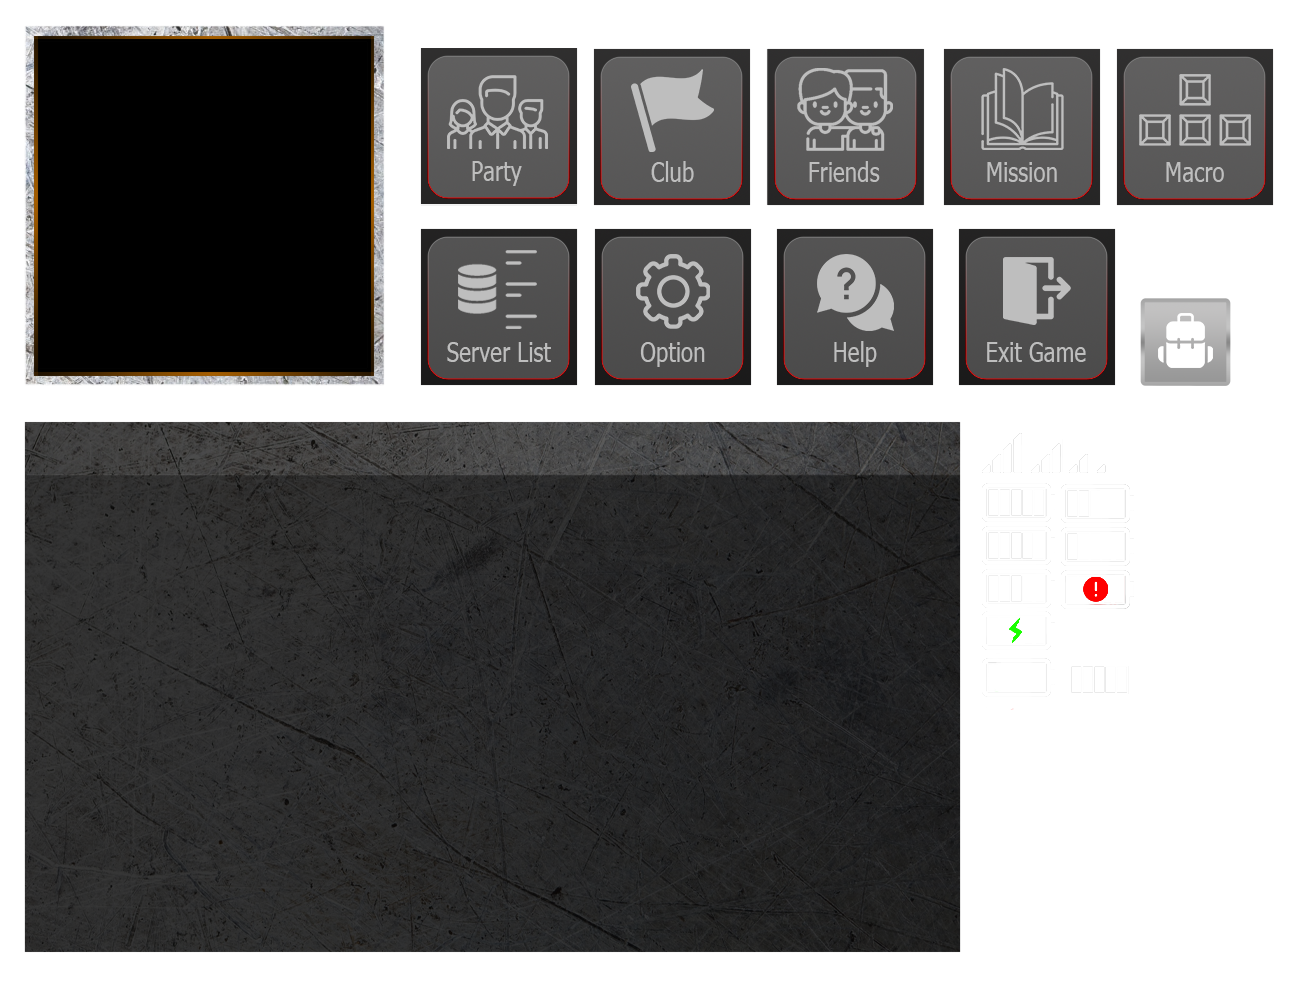 Party
Club
Friends
Mission
Macro
Server List
Option
?
Help
Exit Game
!